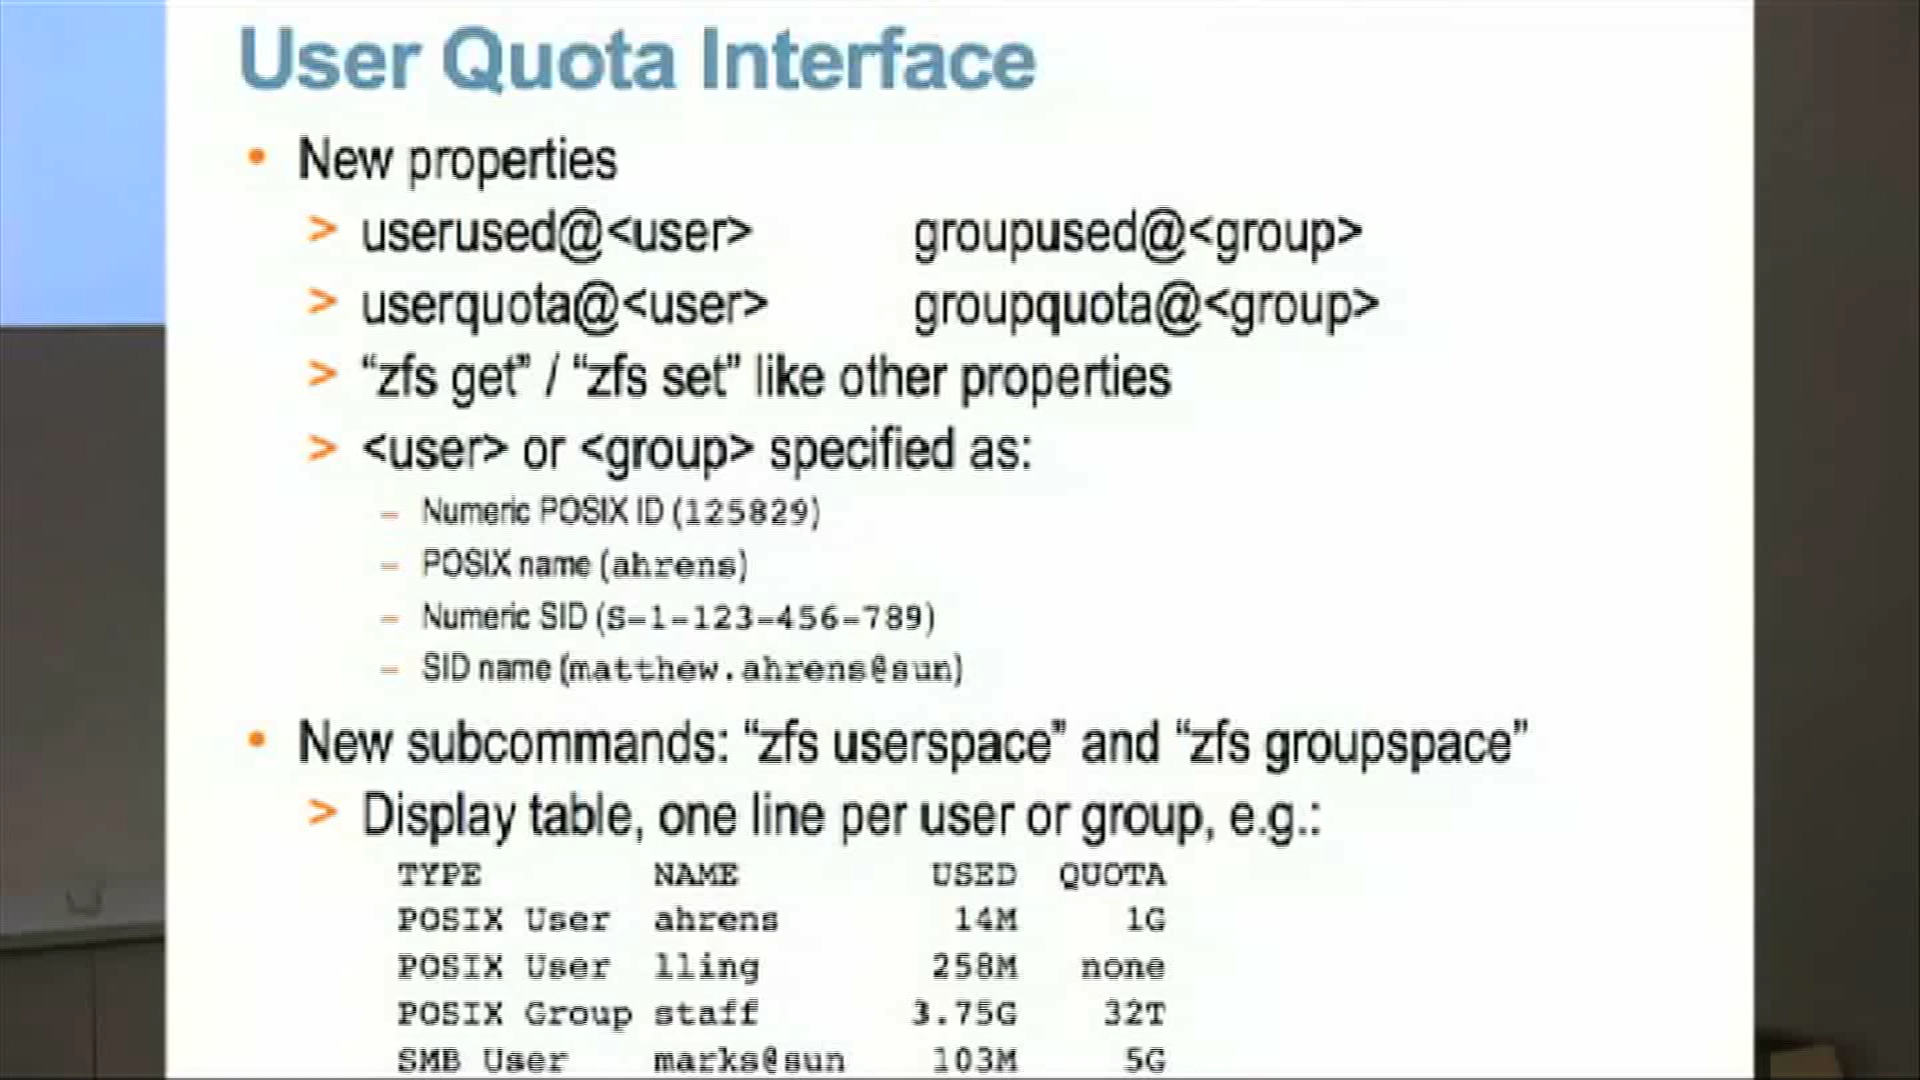 User Quota Interface
• New properties
> userused@<user> groupused@<group>
> userquota@<user> groupquota@<group>
> “zfs get” / “zfs set” like other properties
> <user> or <group> specified as:
– Numeric POSIX ID (125829)
– POSIX name (ahrens)
– Numeric SID (S-1-123-456-789)
– SID name (matthew.ahrens@sun)
• New subcommands: “zfs userspace” and “zfs groupspace”
> Display table, one line per user or group, e.g.:
TYPE NAME USED QUOTA
POSIX User ahrens 14M 1G
POSIX User lling 258M none
POSIX Group staff 3.75G 32T
SMB User marks@sun 103M 5G